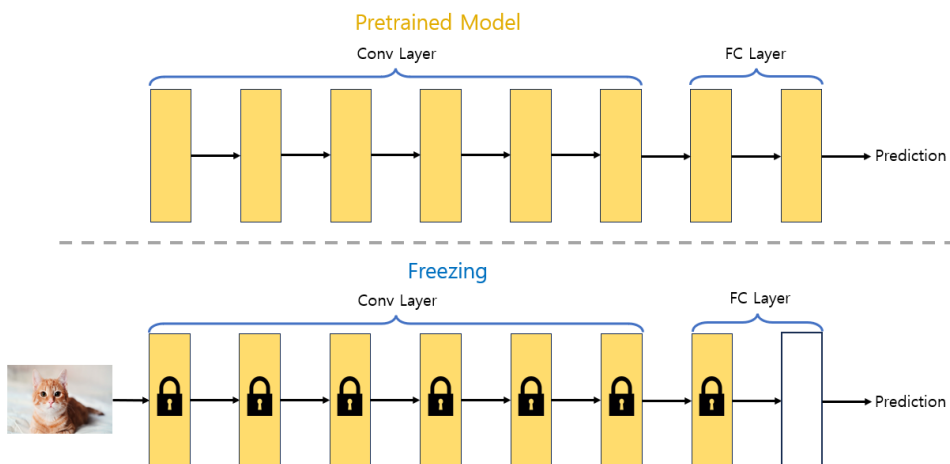 Pretrained Model
Conv Layer
FC Layer
Prediction
Freezing
Conv Layer
FC Layer
Prediction